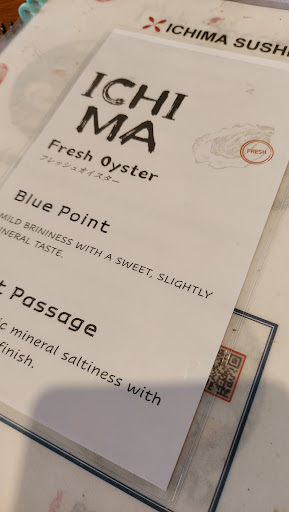 ICHIMA SUSHI
ICHI
MA
Fresh Oyster
フレッシュオイスター
FRESH
Blue Point
MILD BRININESS WITH A SWEET, SLIGHTLY
TASTE.
Passage
mineral saltiness with
finish.